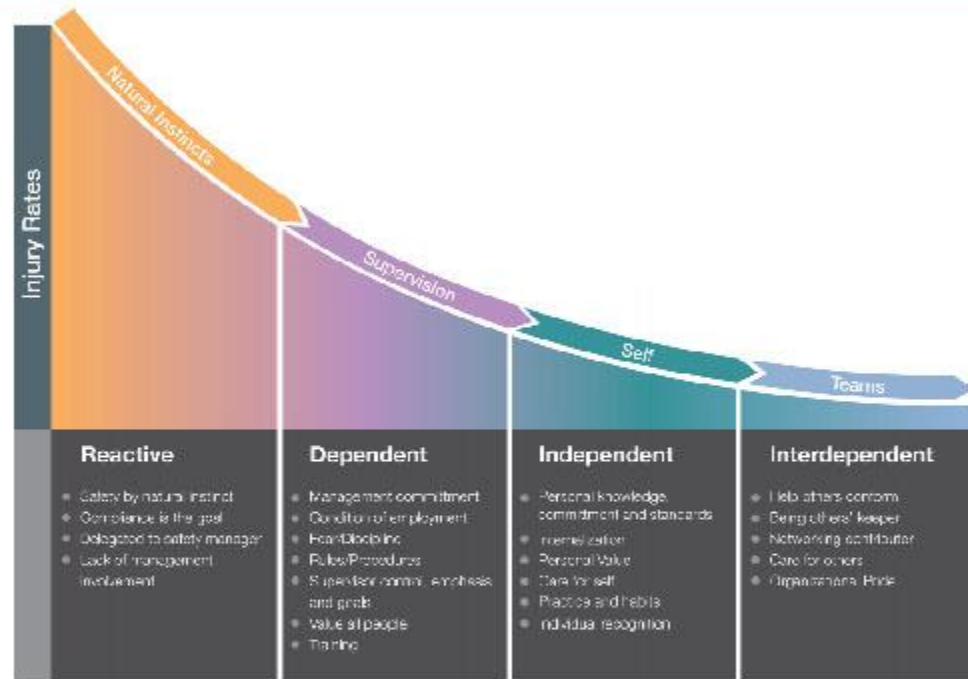 Injury Rates
Natural Instincts
Supervision
Self
Teams
Reactive
Safety by natural instinct
Compliance is the goal
Delegated to safety manager
Lack of management
involvement
Dependent
Management commitment
Condition of employment
Fear/Discipline
Rules/Procedures
Supervisor control, emphasis
and goals
Value all people
Training
Independent
Personal knowledge,
commitment and standards
Internalization
Personal Value
Care for self
Practice and habits
Individual recognition
Interdependent
Help others conform
Being others' keeper
Networking contributor
Care for others
Organizational Pride